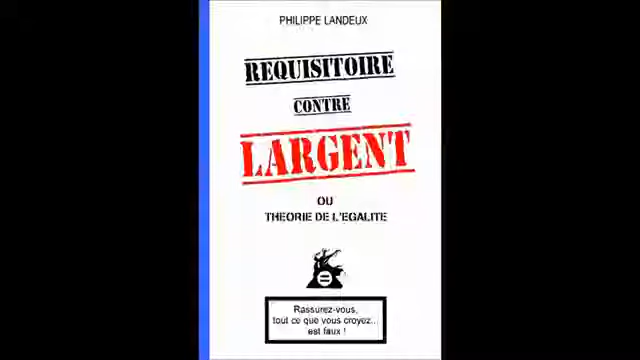 PHILIPPE LANDEUX
REQUISITOIRE
CONTRE
LARGENT
OU
THEORIE DE L'EGALITE
Rassurez-vous,
tout ce que vous croyez...
est faux !